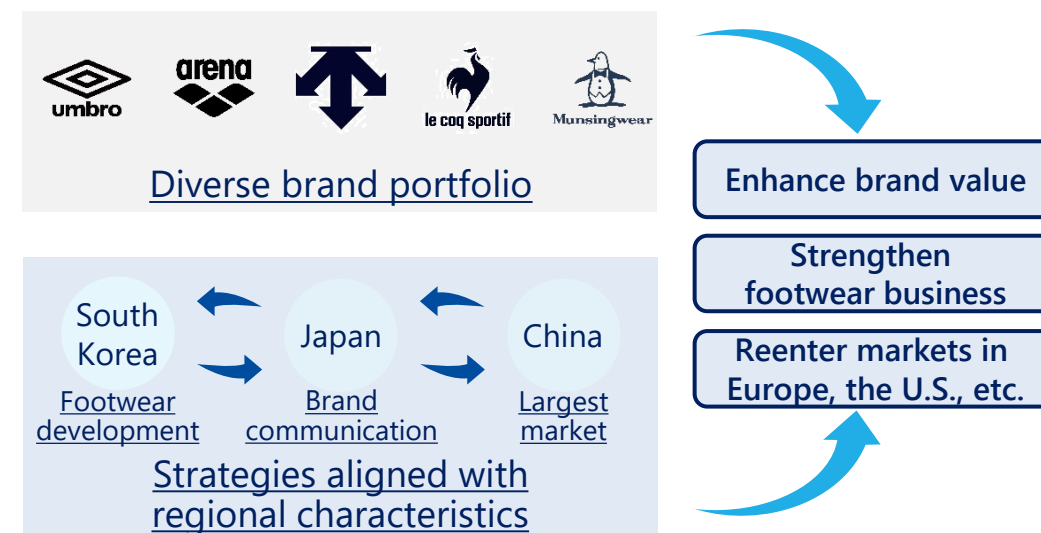 umbro
arena
le coq sportif
Munsingwear
Diverse brand portfolio
South
Korea
Japan
China
Footwear
development
Brand
communication
Largest
market
Strategies aligned with
regional characteristics
Enhance brand value
Strengthen
footwear business
Reenter markets in
Europe, the U.S., etc.